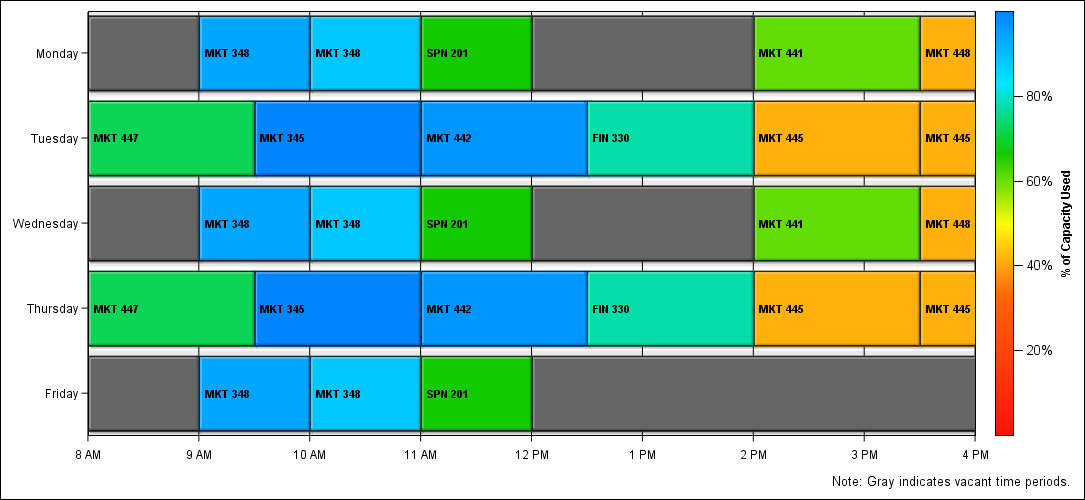 Monday
MKT 348
MKT 348
SPN 201
MKT 441
MKT 448
Tuesday
MKT 447
MKT 345
MKT 442
FIN 330
MKT 445
MKT 445
Wednesday
MKT 348
MKT 348
SPN 201
MKT 441
MKT 448
Thursday
MKT 447
MKT 345
MKT 442
FIN 330
MKT 445
MKT 445
Friday
MKT 348
MKT 348
SPN 201
8 AM
9 AM
10 AM
11 AM
12 PM
1 PM
2 PM
3 PM
4 PM
80%
60%
40%
20%
% of Capacity Used
Note: Gray indicates vacant time periods.